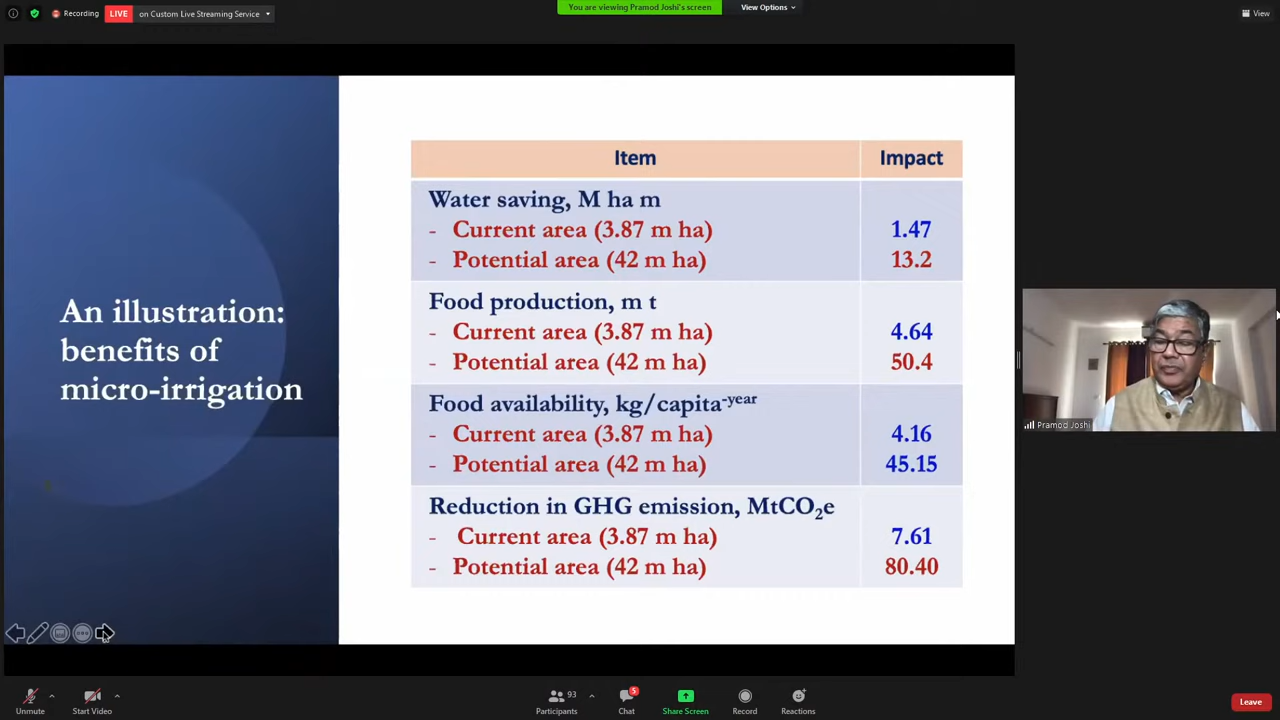 Recording
LIVE
on Custom Live Streaming Service
You are viewing Pramod Joshi's screen
View Options
View
An illustration:
benefits of
micro-irrigation
Item Impact
Water saving, M ha m
- Current area (3.87 m ha) 1.47
- Potential area (42 m ha) 13.2
Food production, m t
- Current area (3.87 m ha) 4.64
- Potential area (42 m ha) 50.4
Food availability, kg/capita-year
- Current area (3.87 m ha) 4.16
- Potential area (42 m ha) 45.15
Reduction in GHG emission, MtCO2e
- Current area (3.87 m ha) 7.61
- Potential area (42 m ha) 80.40
Pramod Joshi
Unmute
Start Video
93
Participants
5
Chat
Share Screen
Record
Reactions
Leave